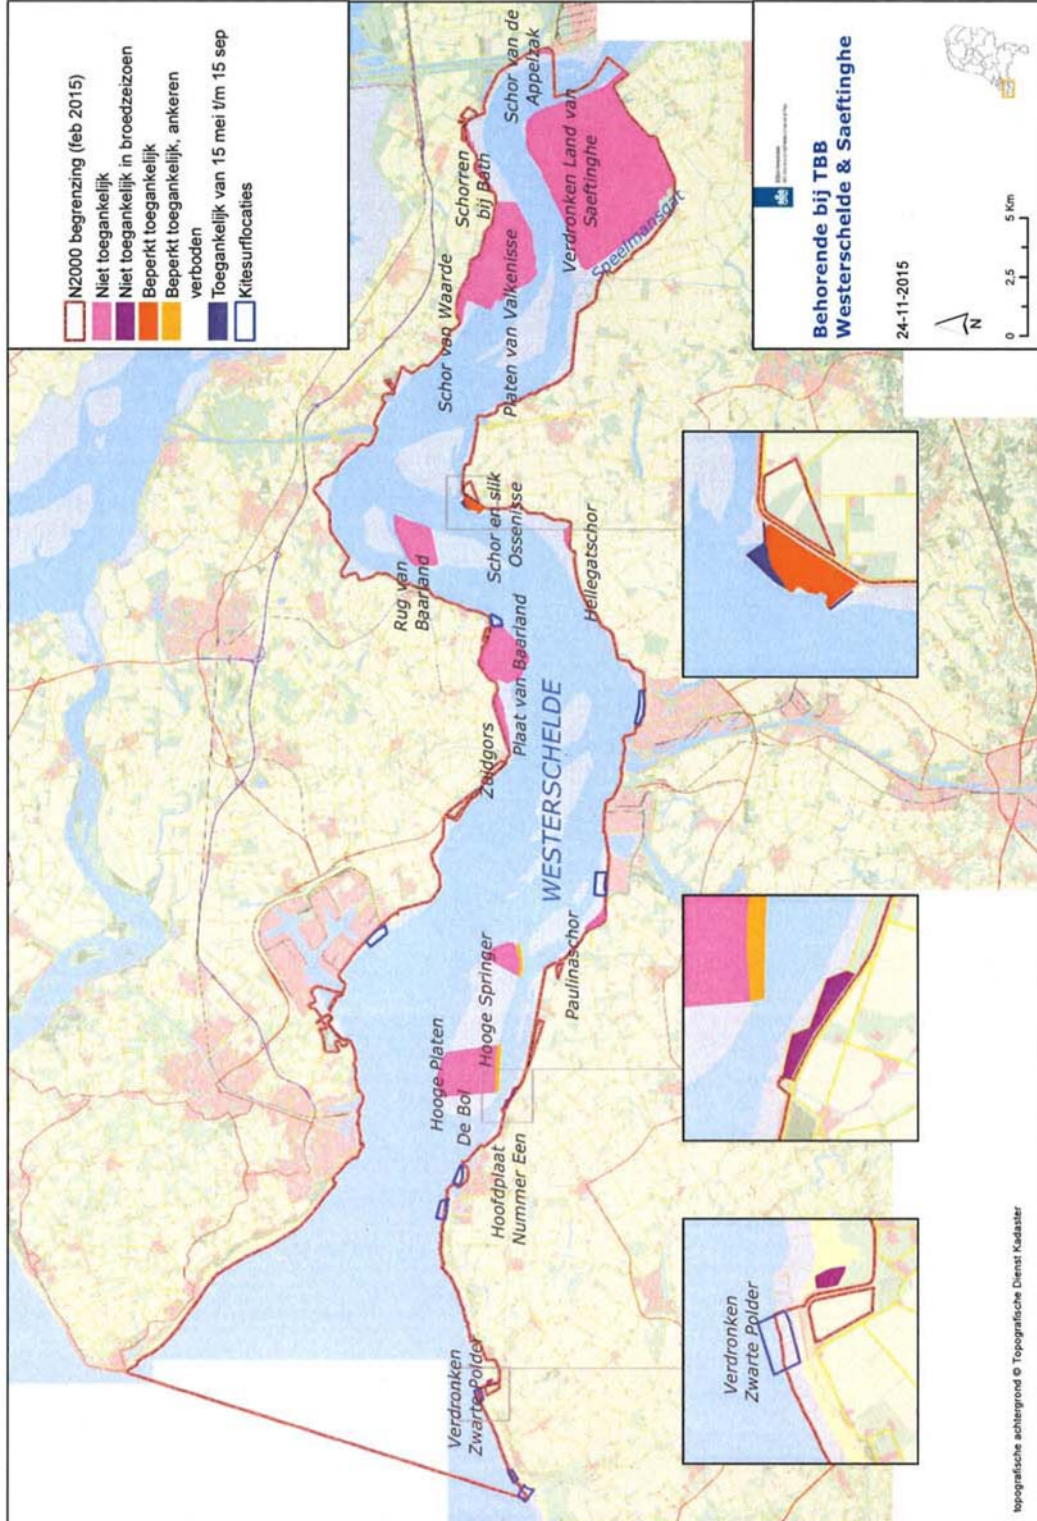 N2000 begrenzing (feb 2015)
Niet toegankelijk
Niet toegankelijk in broedzeizoen
Beperkt toegankelijk
Beperkt toegankelijk, ankeren
verboden
Toegankelijk van 15 mei t/m 15 sep
Kitesurflocaties
Schor van de
Appelzak
Schorren
bij Bath
Verdronken Land van
Saeftinghe
Speelmansgat
Schor van Waarde
Platen van Valkenisse
Schor en slik
Ossenisse
Rug van
Baarland
Hellegatschor
Plaat van Baarland
Zuidgors
WESTERSCHELDE
Paulinaschor
Hooge Springer
Hooge Platen
De Bol
Hoofdplaat
Nummer Een
Verdronken
Zwarte Polder
Verdronken
Zwarte Polder
Behorende bij TBB
Westerschelde & Saeftinghe
24-11-2015
N
0 2,5 5 Km
topografische achtergrond © Topografische Dienst Kadaster